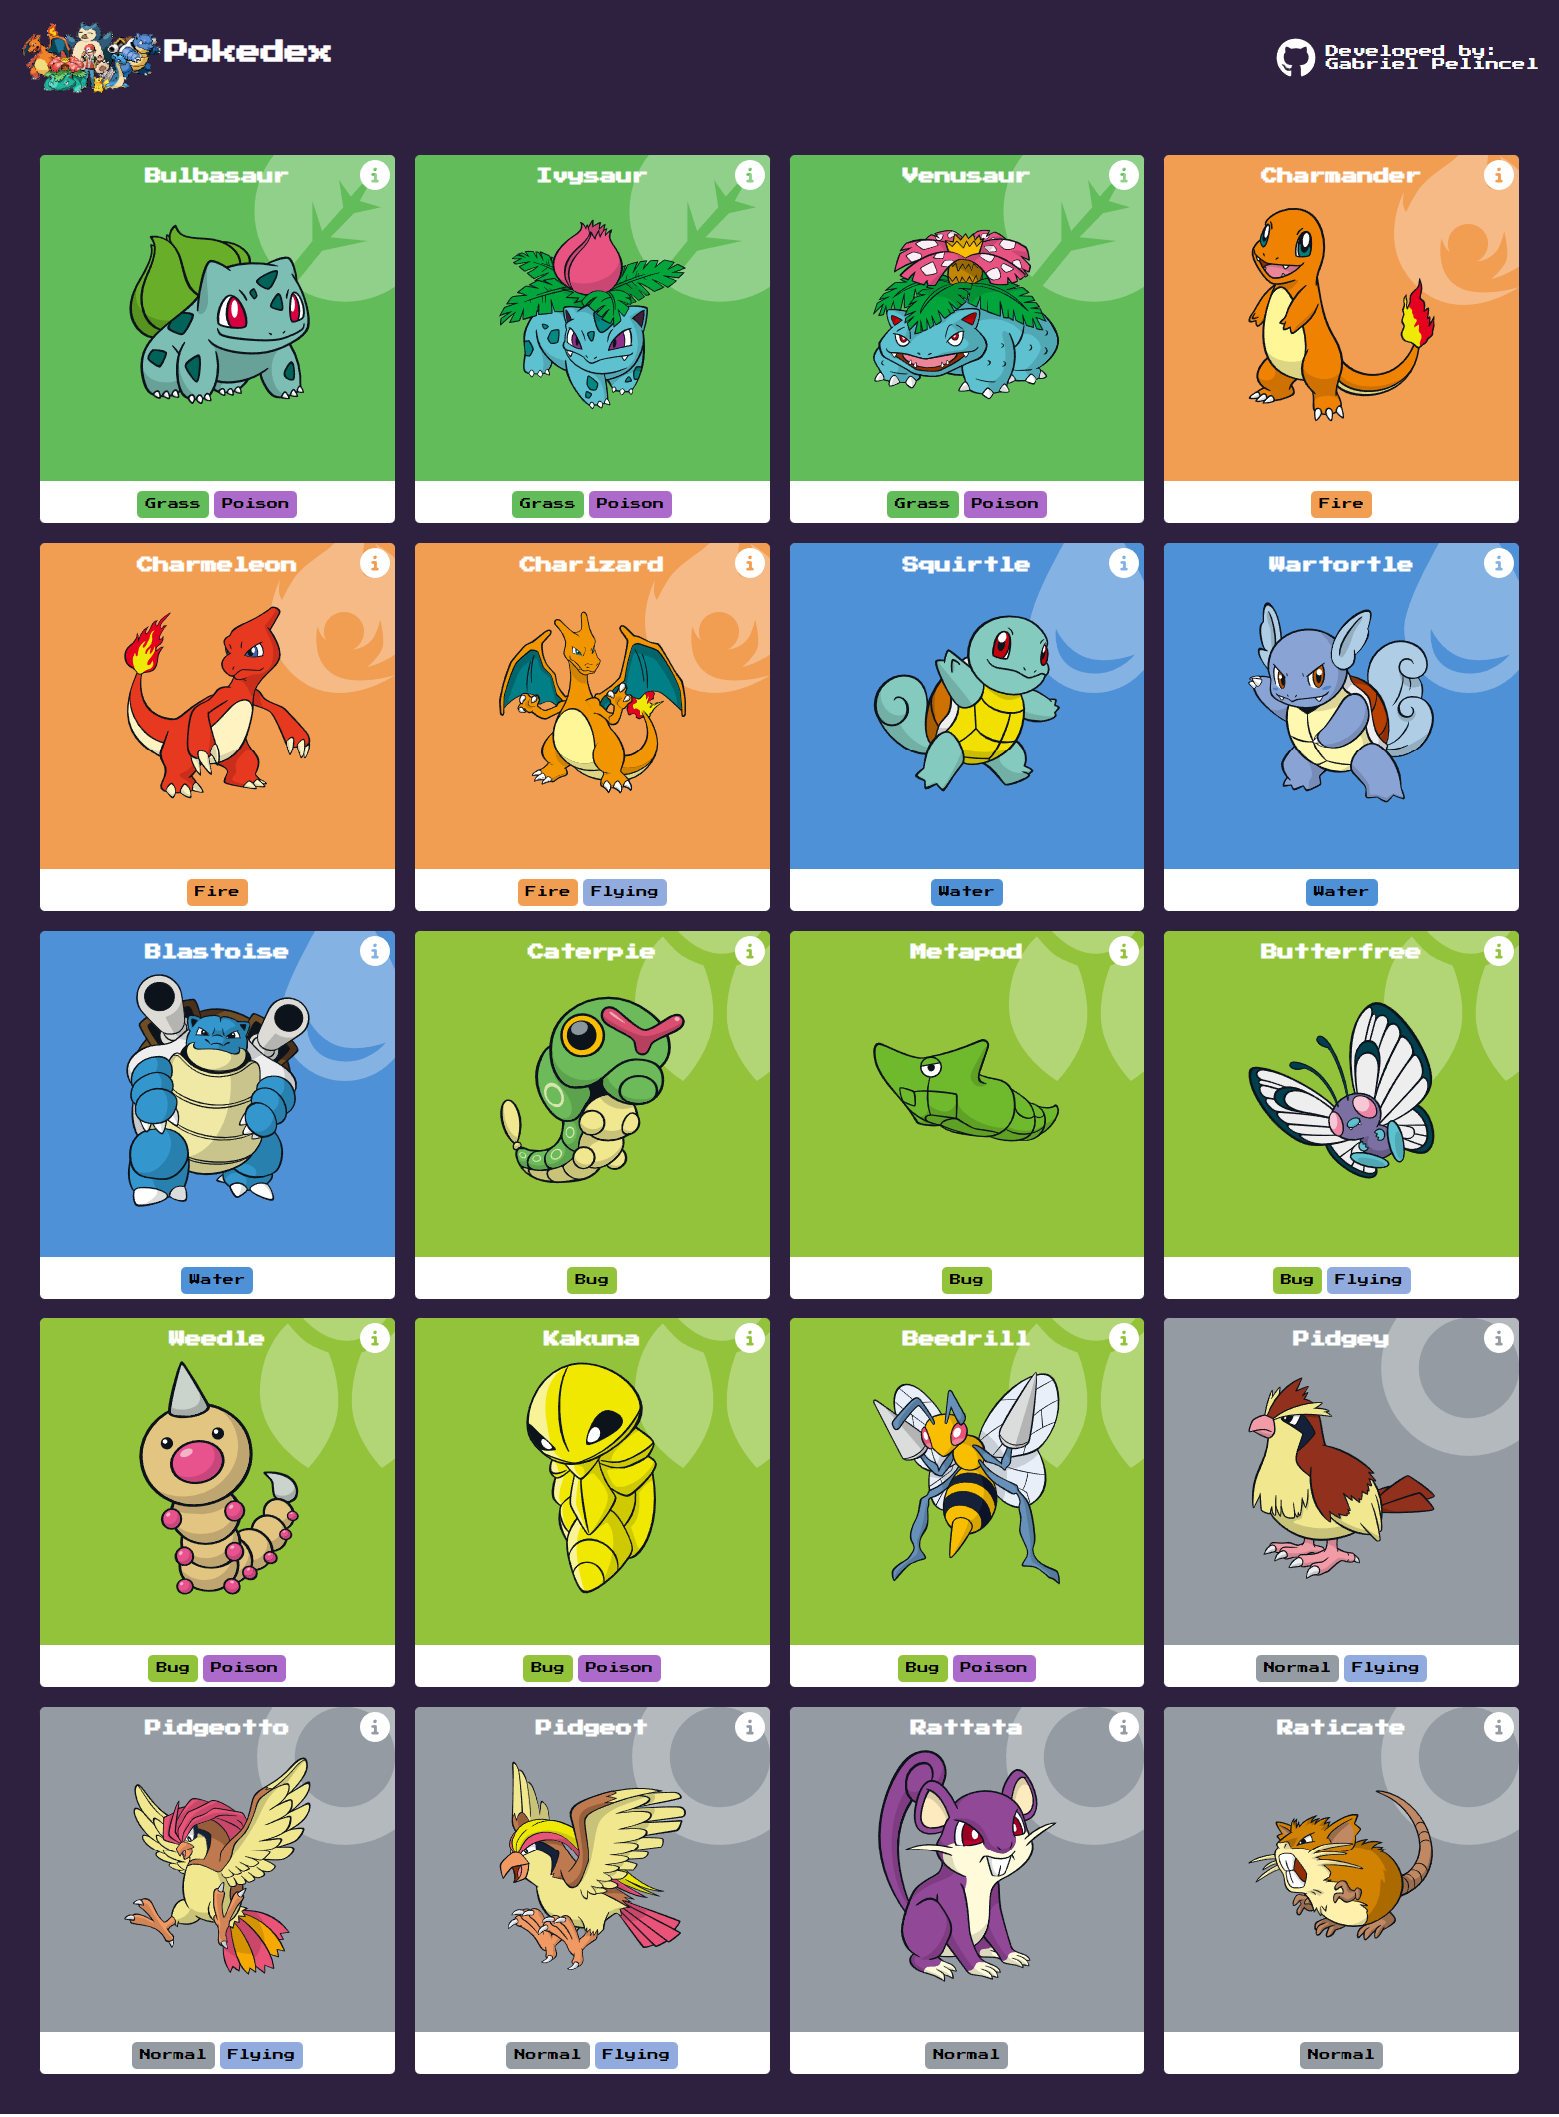 Pokedex
Developed by:
Gabriel Pelincel
Bulbasaur
Ivysaur
Venusaur
Charmander
Grass Poison
Grass Poison
Grass Poison
Fire
Charmeleon
Charizard
Squirtle
Wartortle
Fire
Fire Flying
Water
Water
Blastoise
Caterpie
Metapod
Butterfree
Water
Bug
Bug
Bug Flying
Weedle
Kakuna
Beedrill
Pidgey
Bug Poison
Bug Poison
Bug Poison
Normal Flying
Pidgeotto
Pidgeot
Rattata
Raticate
Normal Flying
Normal Flying
Normal
Normal